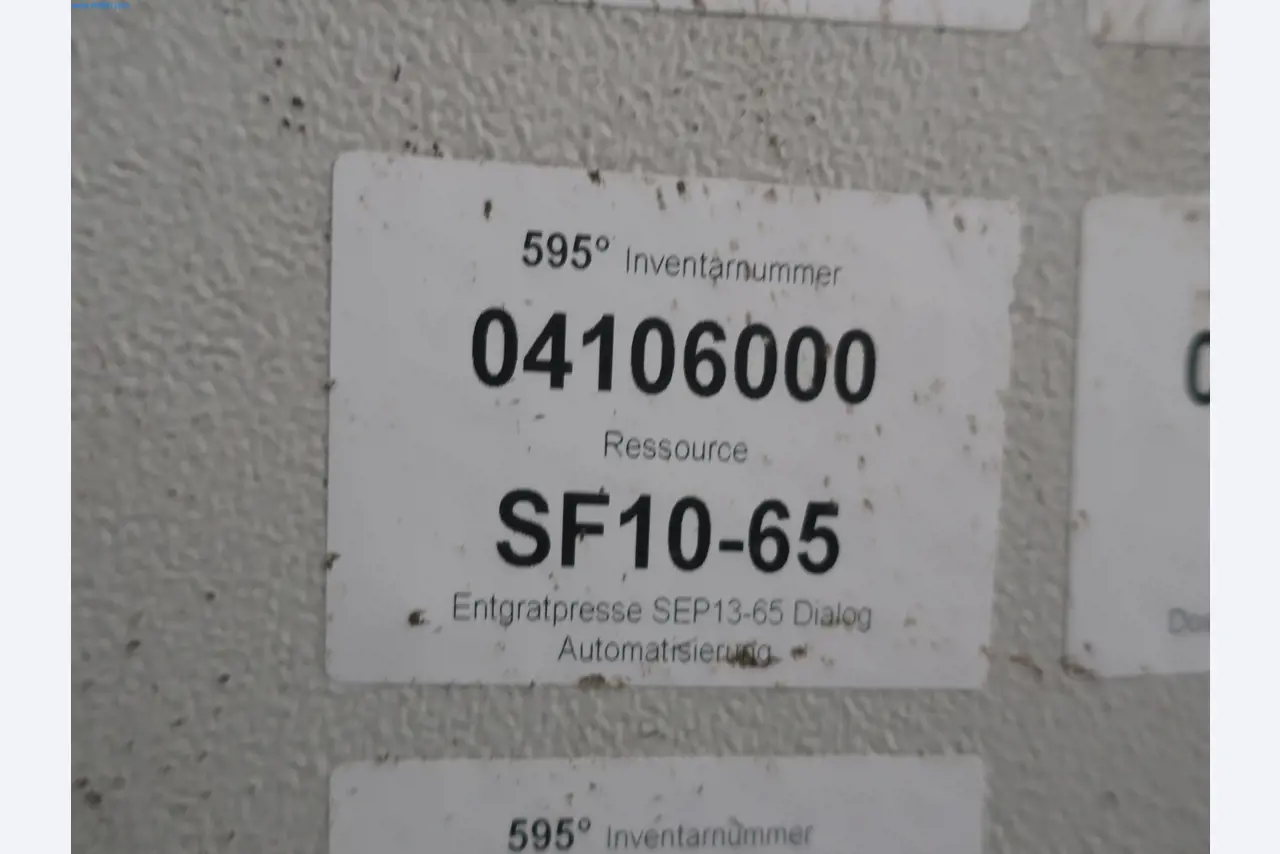 595° Inventarnummer
04106000
Ressource
SF10-65
Entgratpresse SEP13-65 Dialog
Automatisierung
595° Inventarnummer